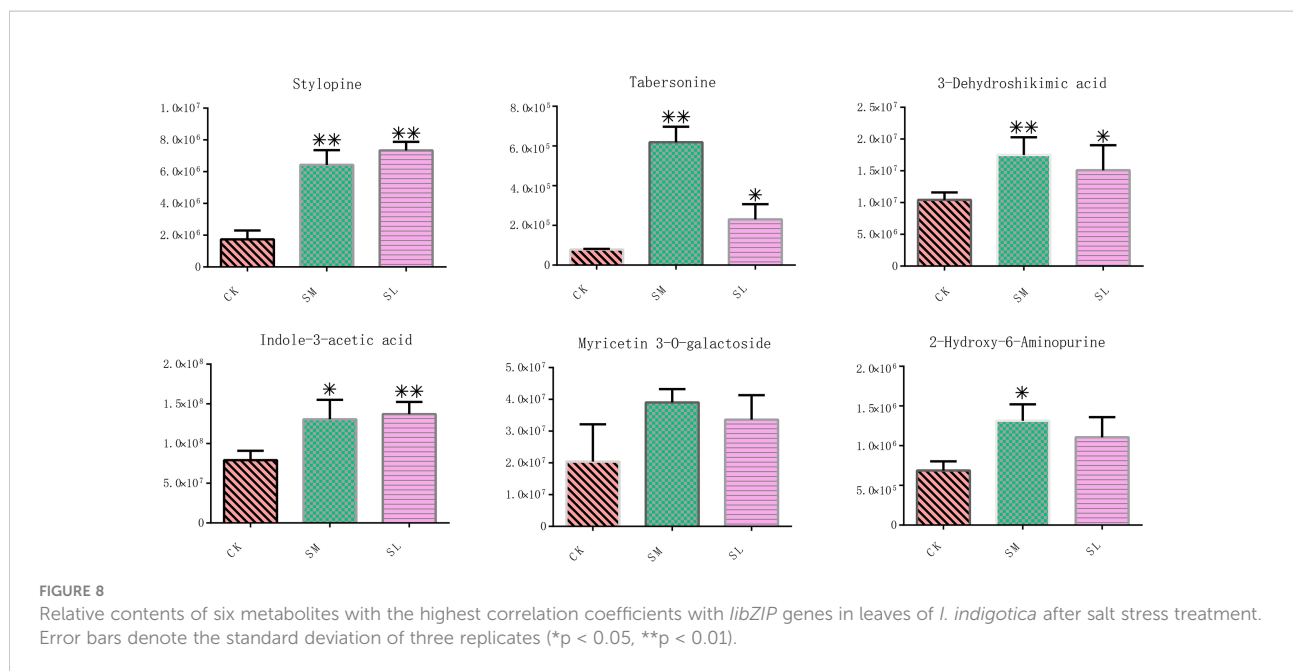 Stylopine
1.0×10⁷
8.0×10⁶
6.0×10⁶
4.0×10⁶
2.0×10⁶
0
** **
CK SM SL
Tabersonine
8.0×10⁵
6.0×10⁵
4.0×10⁵
2.0×10⁵
0
** *
CK SM SL
3-Dehydroshikimic acid
2.5×10⁷
2.0×10⁷
1.5×10⁷
1.0×10⁷
5.0×10⁶
0
** *
CK SM SL
Indole-3-acetic acid
2.0×10⁸
1.5×10⁸
1.0×10⁸
5.0×10⁷
0
* **
CK SM SL
Myricetin 3-O-galactoside
5.0×10⁷
4.0×10⁷
3.0×10⁷
2.0×10⁷
1.0×10⁷
0
CK SM SL
2-Hydroxy-6-Aminopurine
2.0×10⁶
1.5×10⁶
1.0×10⁶
5.0×10⁵
0
*
CK SM SL
FIGURE 8
Relative contents of six metabolites with the highest correlation coefficients with IibZIP genes in leaves of I. indigotica after salt stress treatment.
Error bars denote the standard deviation of three replicates (*p < 0.05, **p < 0.01).